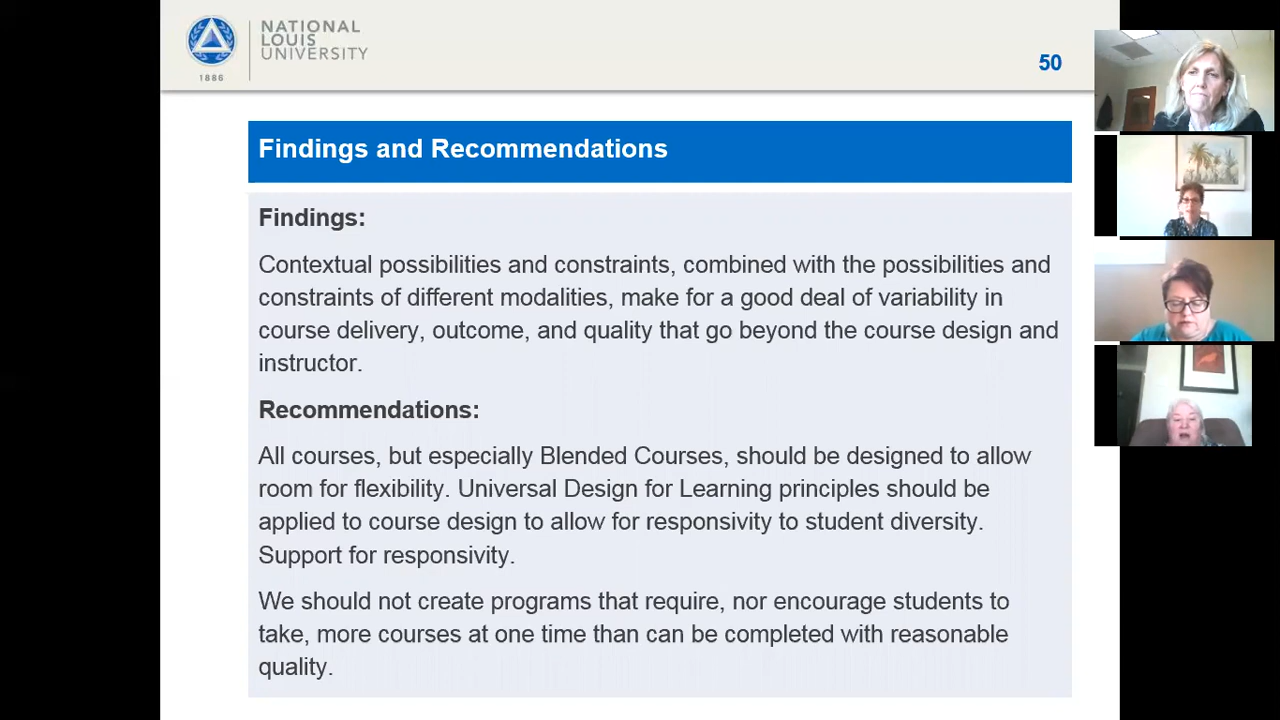 NATIONAL
LOUIS
UNIVERSITY
1886
50
Findings and Recommendations
Findings:
Contextual possibilities and constraints, combined with the possibilities and
constraints of different modalities, make for a good deal of variability in
course delivery, outcome, and quality that go beyond the course design and
instructor.
Recommendations:
All courses, but especially Blended Courses, should be designed to allow
room for flexibility. Universal Design for Learning principles should be
applied to course design to allow for responsivity to student diversity.
Support for responsivity.
We should not create programs that require, nor encourage students to
take, more courses at one time than can be completed with reasonable
quality.